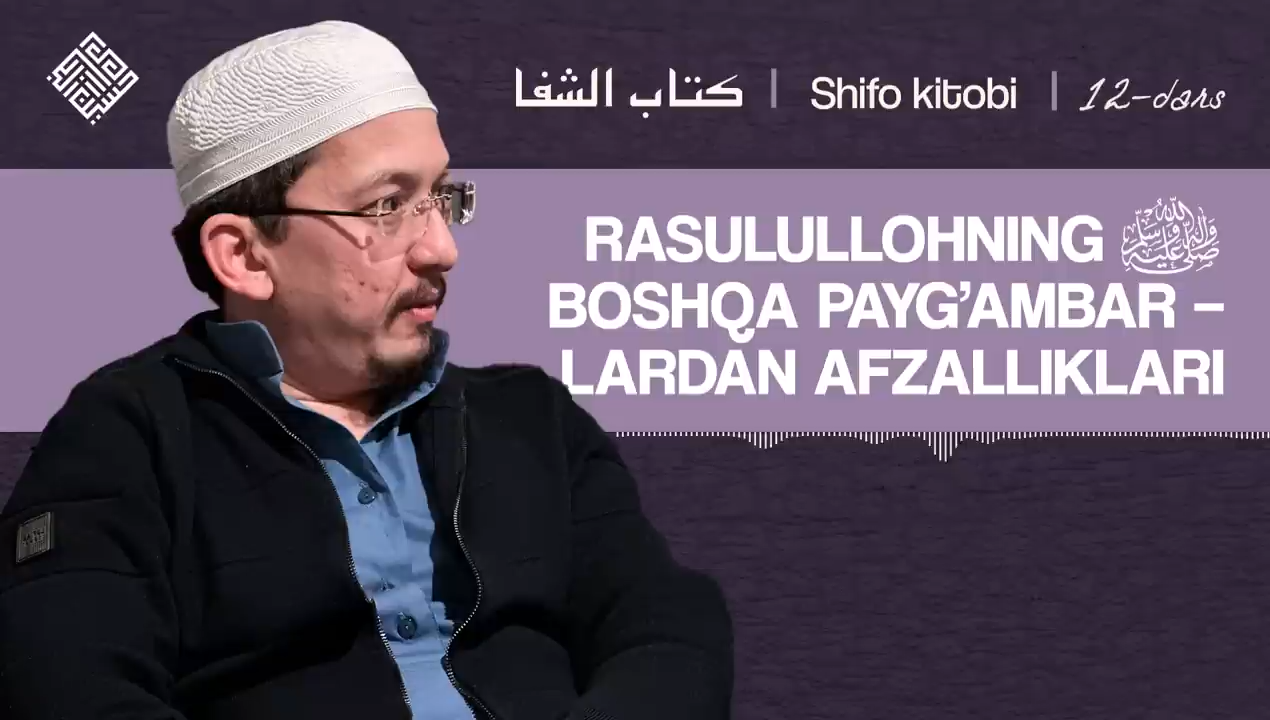 كتاب الشفا | Shifo kitobi | 12-dars
RASULULLOHNING ﷺ
BOSHQA PAYG’AMBAR –
LARDAN AFZALLIKLARI